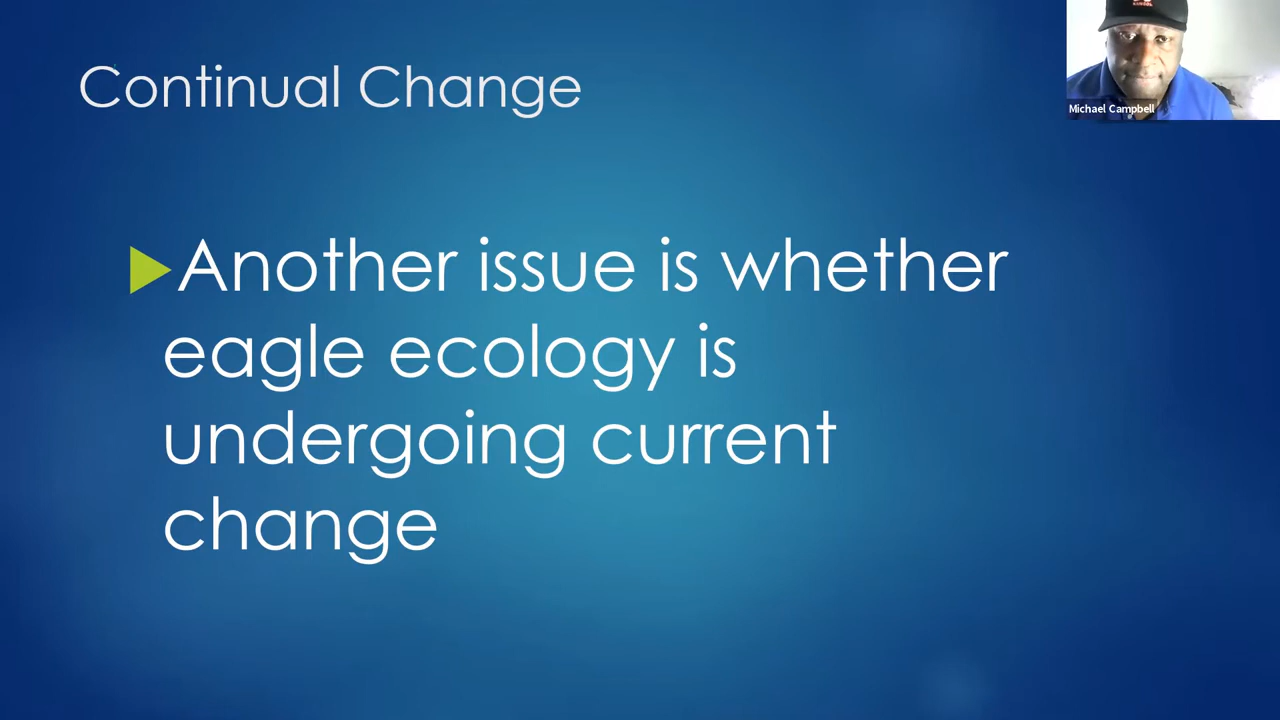 Continual Change
Another issue is whether
eagle ecology is
undergoing current
change
Michael Campbell